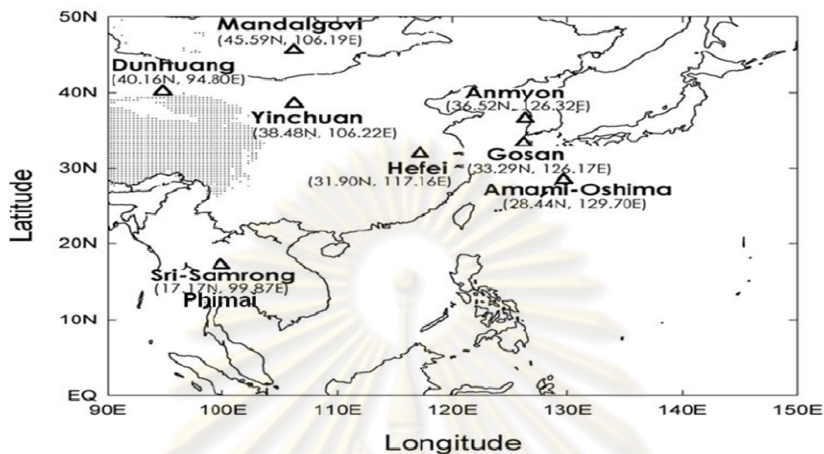 50N
Mandalgovi
(45.59N, 106.19E)
Dunhuang
(40.16N, 94.80E)
40N
Anmyon
(36.52N, 126.32E)
Yinchuan
(38.48N, 106.22E)
Gosan
(33.29N, 126.17E)
Hefei
(31.90N, 117.16E)
30N
Amami-Oshima
(28.44N, 129.70E)
Latitude
20N
Sri-Samrong
(17.17N, 99.87E)
Phimai
10N
EQ
90E 100E 110E 120E 130E 140E 150E
Longitude